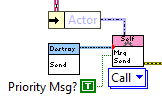 Actor
Self
Destroy
Msg
Send
Send
Call
Priority Msg? T